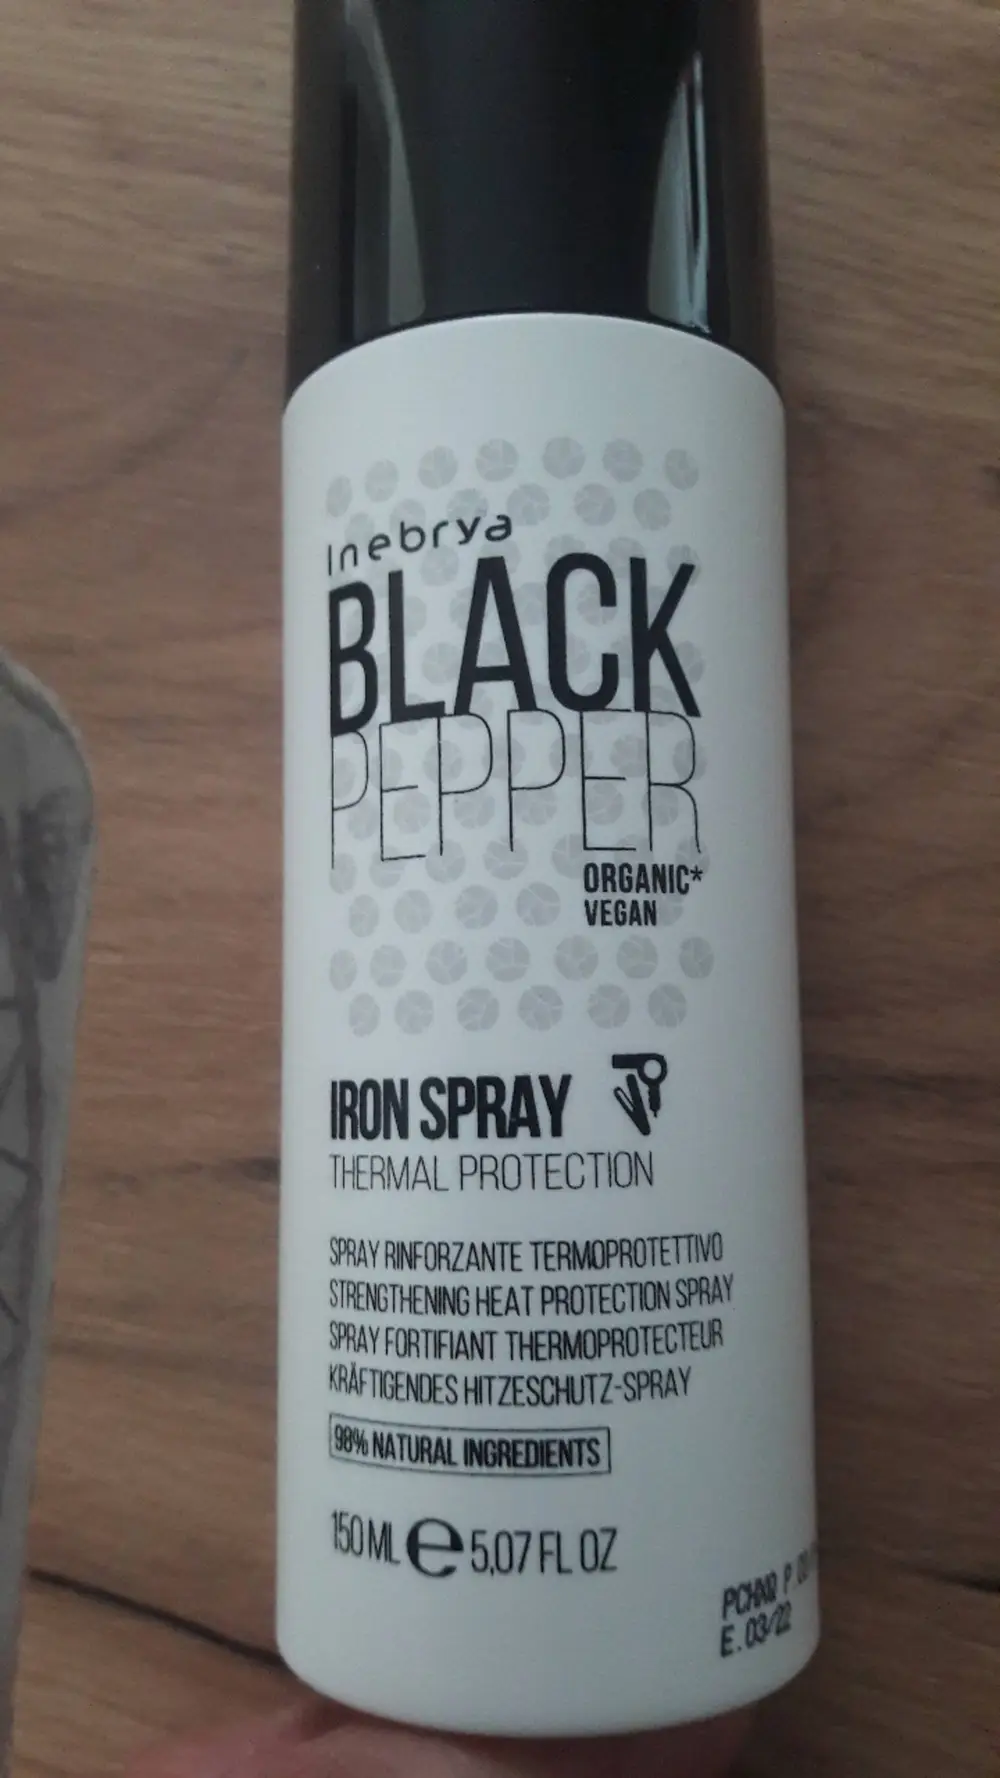 Inebrya
BLACK
PEPPER
ORGANIC*
VEGAN
IRON SPRAY
THERMAL PROTECTION
SPRAY RINFORZANTE TERMOPROTETTIVO
STRENGTHENING HEAT PROTECTION SPRAY
SPRAY FORTIFIANT THERMOPROTECTEUR
KRÄFTIGENDES HITZESCHUTZ-SPRAY
98% NATURAL INGREDIENTS
150 ML e 5,07 FL OZ
P
E. 03/22